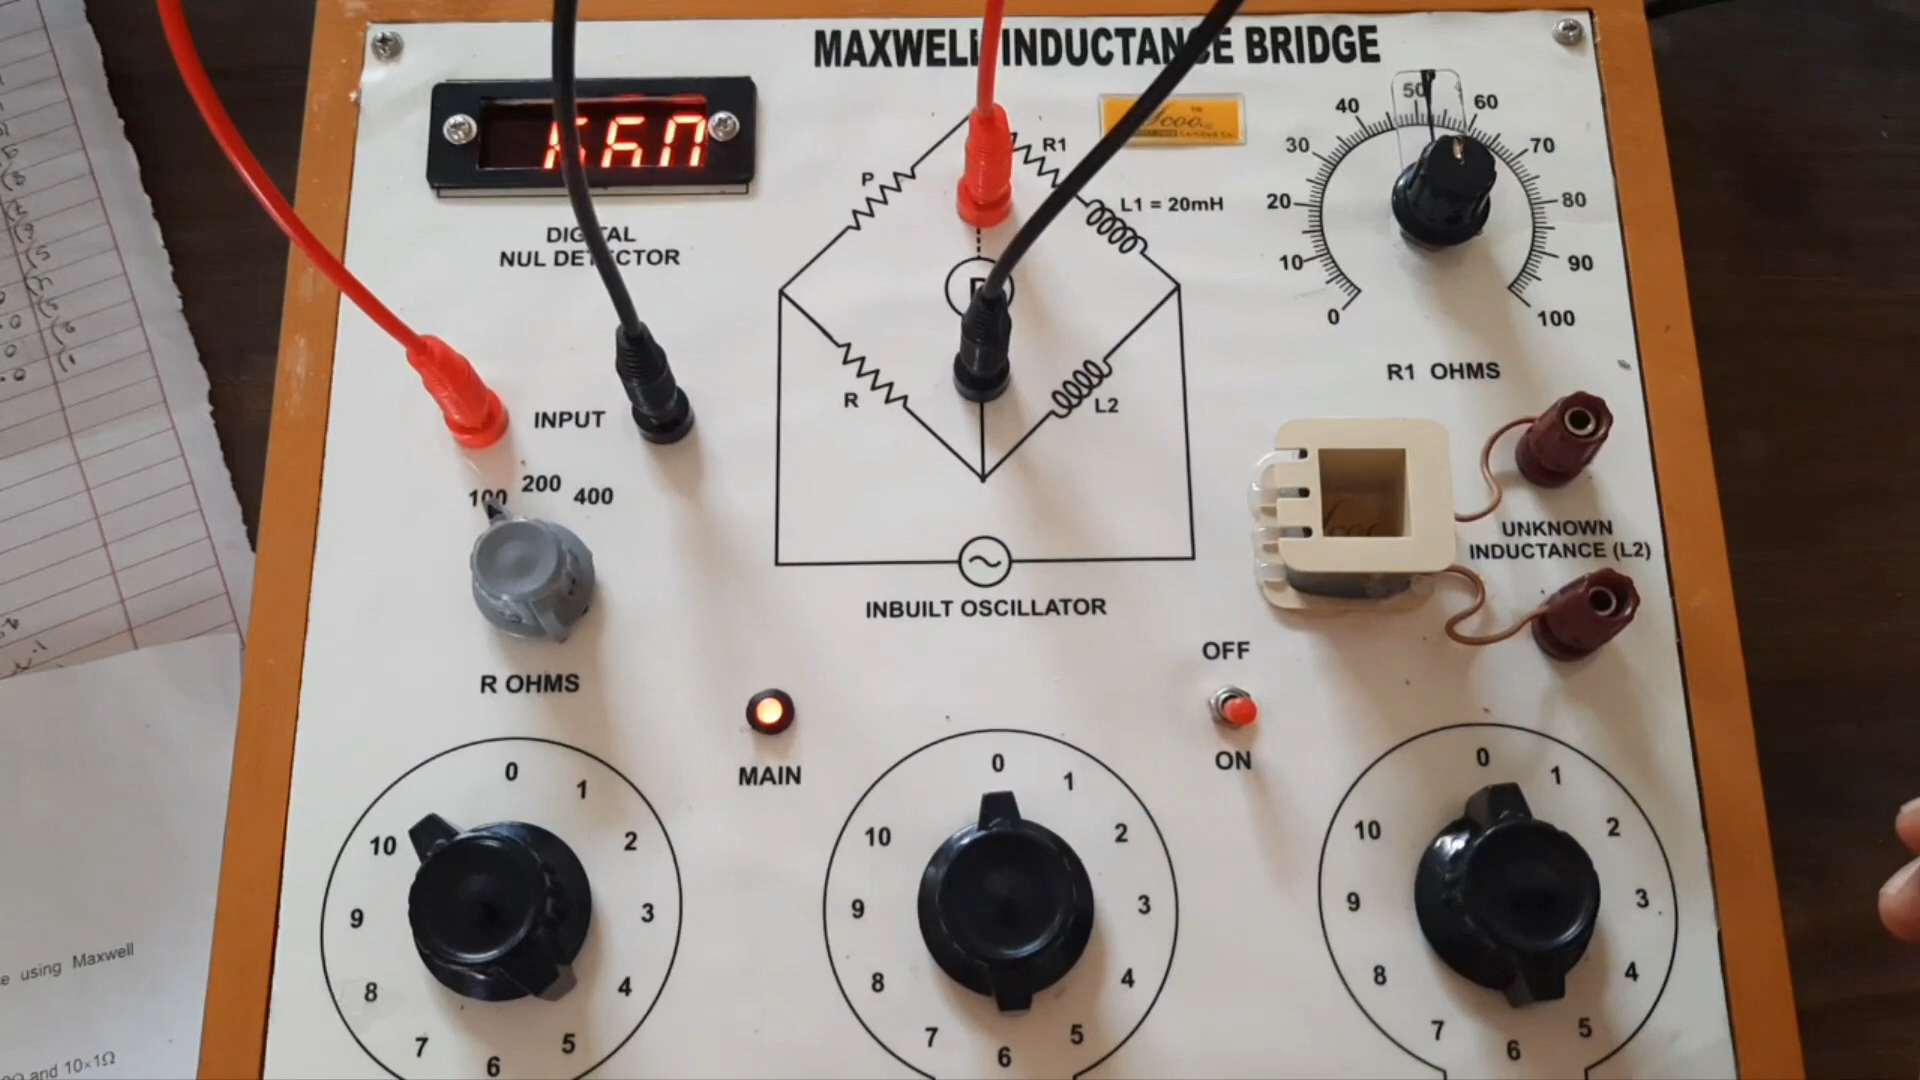 MAXWELL INDUCTANCE BRIDGE
DIGITAL
NUL DETECTOR
INPUT
100 200 400
R OHMS
P
R1
L1 = 20mH
D
R
L2
INBUILT OSCILLATOR
0 10 20 30 40 50 60 70 80 90 100
R1 OHMS
UNKNOWN
INDUCTANCE (L2)
MAIN
OFF
ON
0 1 2 3 4 5 6 7 8 9 10
0 1 2 3 4 5 6 7 8 9 10
0 1 2 3 4 5 6 7 8 9 10
using Maxwell
and 10×1Ω